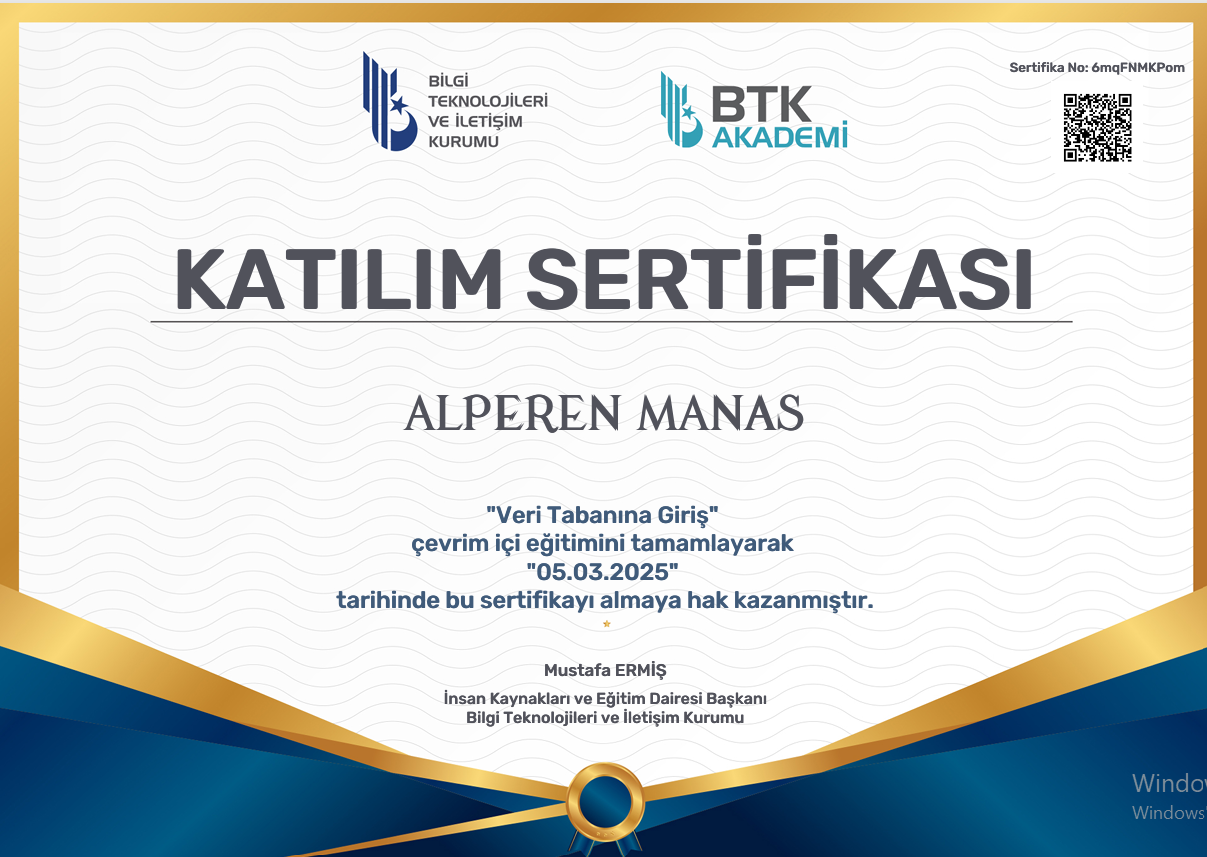 BİLGİ
TEKNOLOJİLERİ
VE İLETİŞİM
KURUMU
BTK
AKADEMİ
Sertifika No: 6mqFNMKPom
KATILIM SERTİFİKASI
ALPEREN MANAS
"Veri Tabanına Giriş"
çevrim içi eğitimini tamamlayarak
"05.03.2025"
tarihinde bu sertifikayı almaya hak kazanmıştır.
Mustafa ERMİŞ
İnsan Kaynakları ve Eğitim Dairesi Başkanı
Bilgi Teknolojileri ve İletişim Kurumu
Windows'